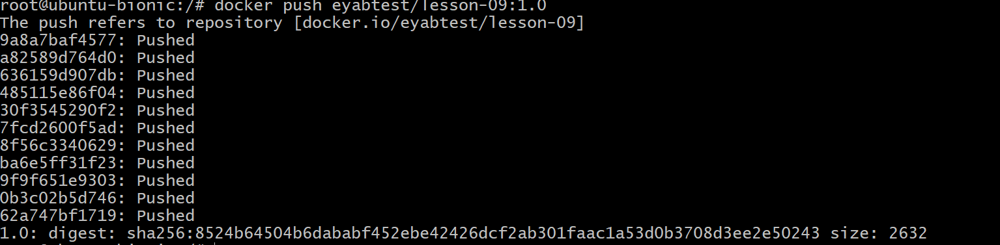 root@ubuntu-bionic:/# docker push eyabtest/lesson-09:1.0
The push refers to repository [docker.io/eyabtest/lesson-09]
9a8a7baf4577: Pushed
a82589d764d0: Pushed
636159d907db: Pushed
485115e86f04: Pushed
30f3545290f2: Pushed
7fcd2600f5ad: Pushed
8f56c3340629: Pushed
ba6e5ff31f23: Pushed
9f9f651e9303: Pushed
0b3c02b5d746: Pushed
62a747bf1719: Pushed
1.0: digest: sha256:8524b64504b6dababf452ebe42426dcf2ab301faac1a53d0b3708d3ee2e50243 size: 2632